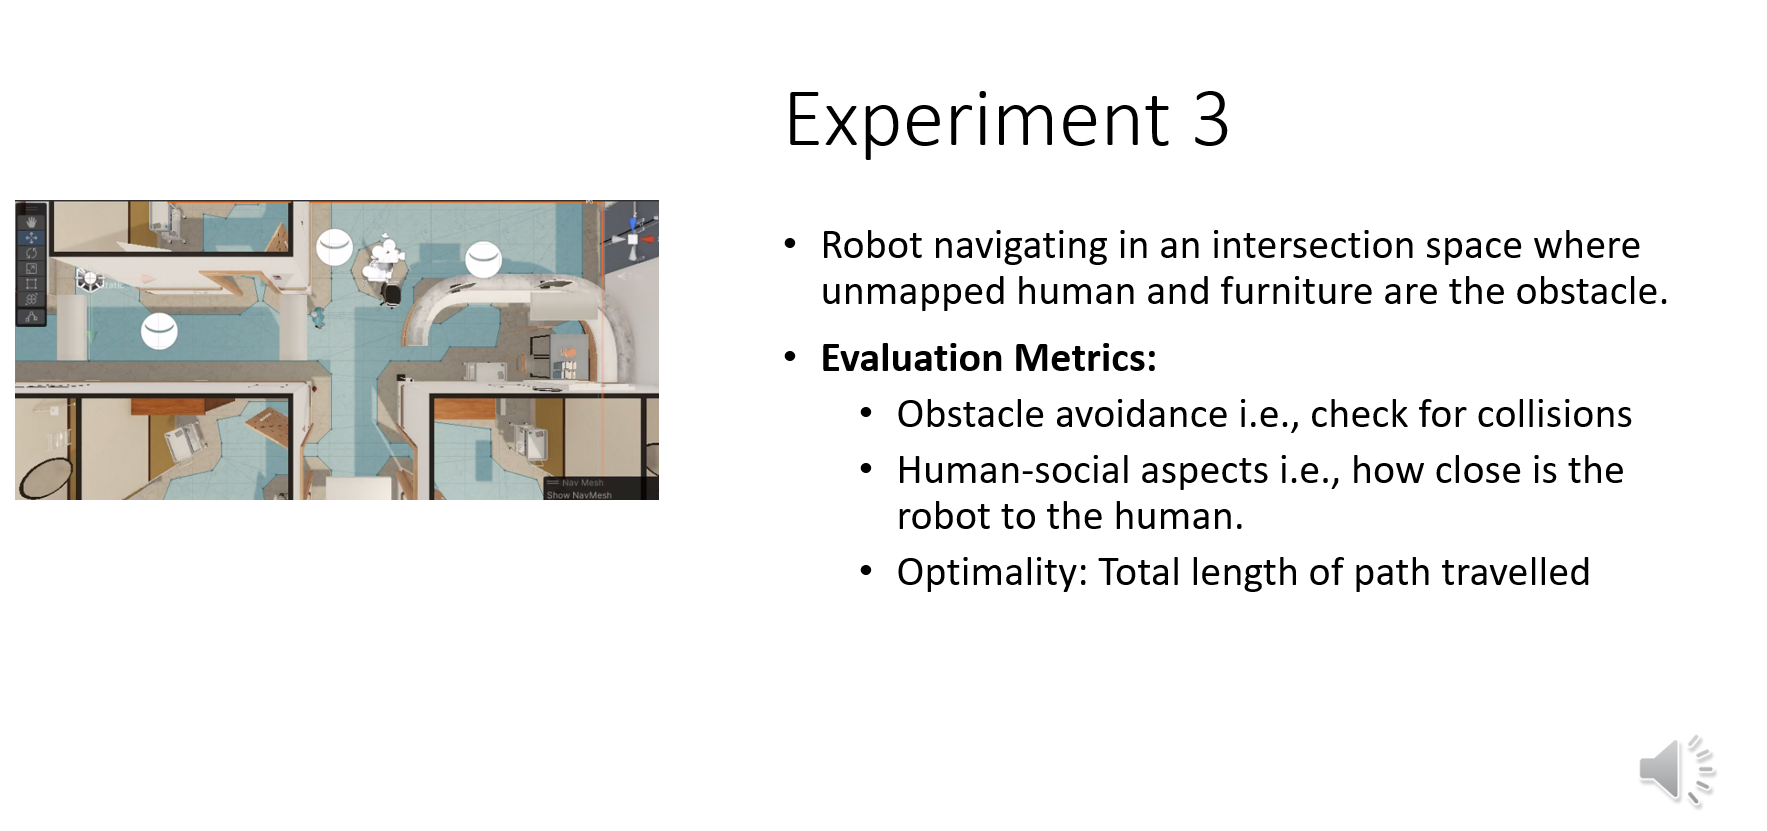 Experiment 3
• Robot navigating in an intersection space where
unmapped human and furniture are the obstacle.
• Evaluation Metrics:
• Obstacle avoidance i.e., check for collisions
• Human-social aspects i.e., how close is the
robot to the human.
• Optimality: Total length of path travelled
Nav Mesh
Show NavMesh